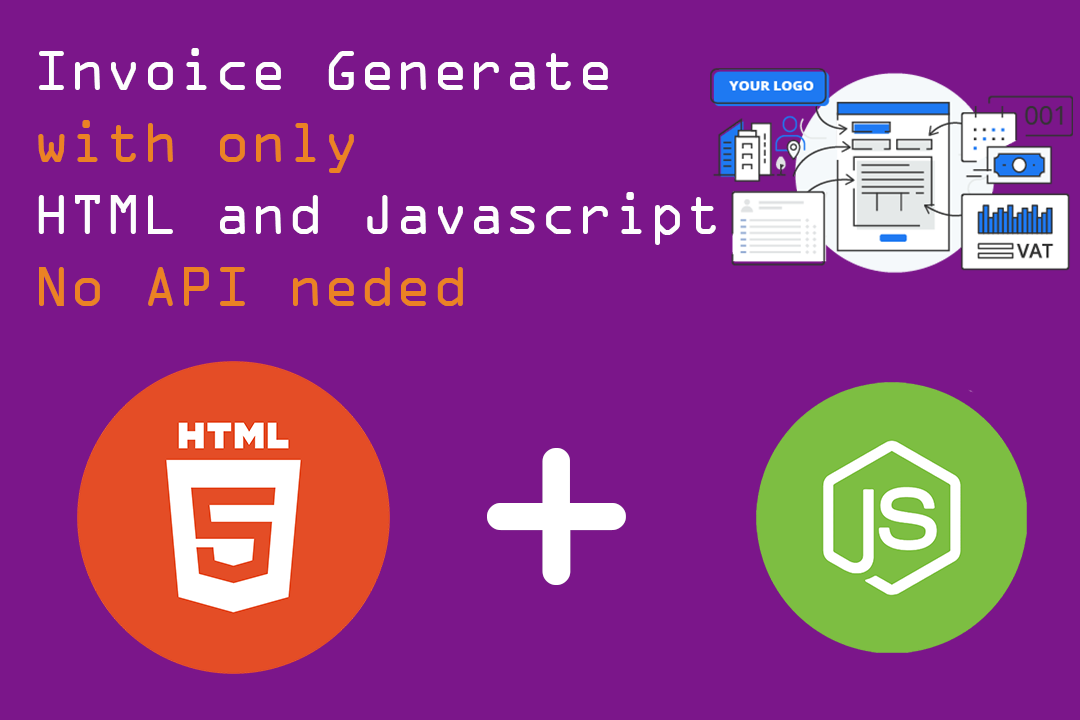 Invoice Generate
with only
HTML and Javascript
No API neded
YOUR LOGO
001
VAT
HTML
5
JS